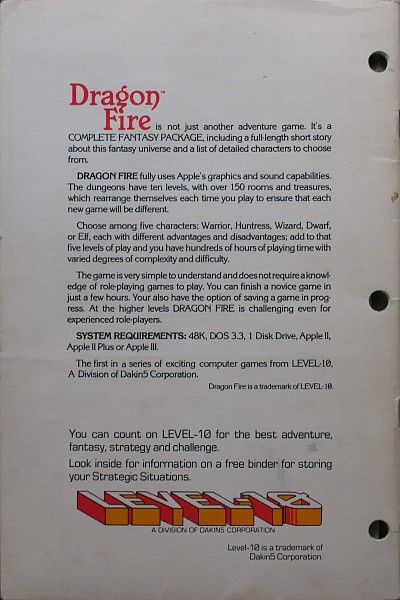 Dragon™
Fire is not just another adventure game. It's a
COMPLETE FANTASY PACKAGE, including a full-length short story
about this fantasy universe and a list of detailed characters to choose
from.
DRAGON FIRE fully uses Apple's graphics and sound capabilities.
The dungeons have ten levels, with over 150 rooms and treasures,
which rearrange themselves each time you play to ensure that each
new game will be different.
Choose among five characters: Warrior, Huntress, Wizard, Dwarf,
or Elf, each with different advantages and disadvantages; add to that
five levels of play and you have hundreds of hours of playing time with
varied degrees of complexity and difficulty.
The game is very simple to understand and does not require a knowl-
edge of role-playing games to play. You can finish a novice game in
just a few hours. Your also have the option of saving a game in prog-
ress. At the higher levels DRAGON FIRE is challenging even for
experienced role-players.
SYSTEM REQUIREMENTS: 48K, DOS 3.3, 1 Disk Drive, Apple II,
Apple II Plus or Apple III.
The first in a series of exciting computer games from LEVEL-10,
A Division of Dakin5 Corporation.
Dragon Fire is a trademark of LEVEL-10.
You can count on LEVEL-10 for the best adventure,
fantasy, strategy and challenge.
Look inside for information on a free binder for storing
your Strategic Situations.
LEVEL-10
A DIVISION OF DAKIN5 CORPORATION
Level-10 is a trademark of
Dakin5 Corporation.